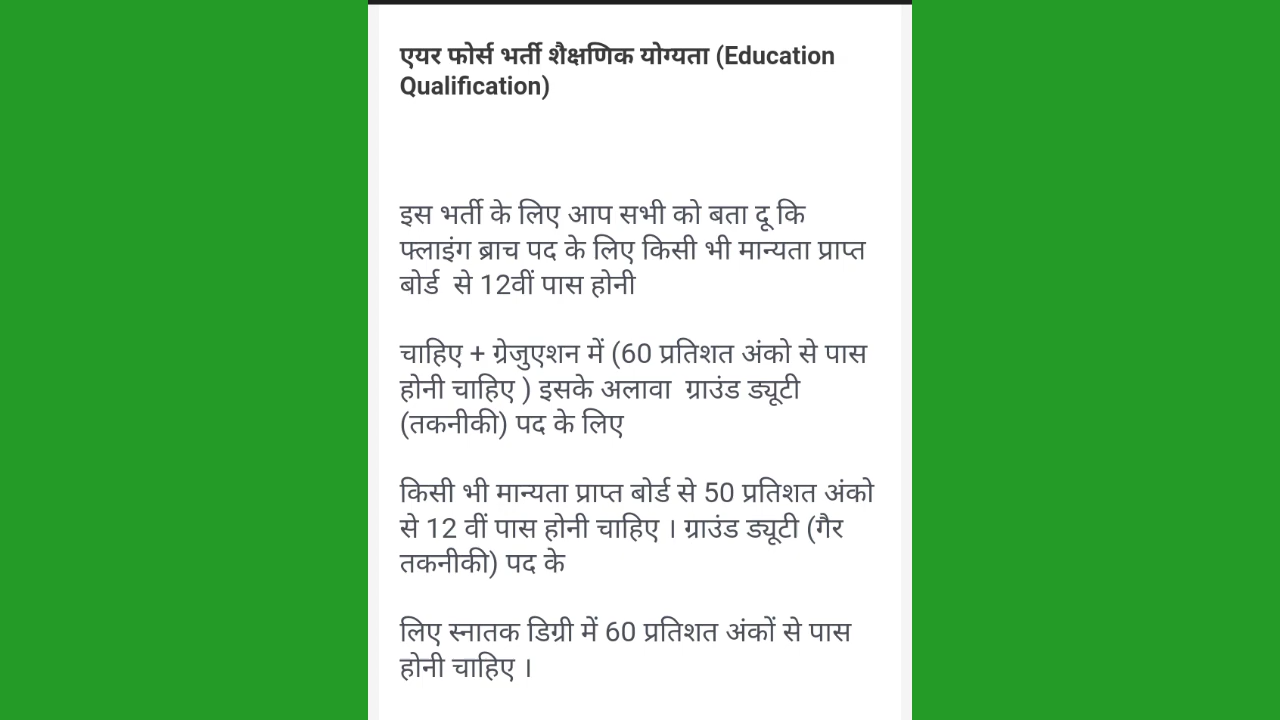 एयर फोर्स भर्ती शैक्षणिक योग्यता (Education
Qualification)
इस भर्ती के लिए आप सभी को बता दू कि
फ्लाइंग ब्राच पद के लिए किसी भी मान्यता प्राप्त
बोर्ड  से 12वीं पास होनी
चाहिए + ग्रेजुएशन में (60 प्रतिशत अंको से पास
होनी चाहिए ) इसके अलावा  ग्राउंड ड्यूटी
(तकनीकी) पद के लिए
किसी भी मान्यता प्राप्त बोर्ड से 50 प्रतिशत अंको
से 12 वीं पास होनी चाहिए । ग्राउंड ड्यूटी (गैर
तकनीकी) पद के
लिए स्नातक डिग्री में 60 प्रतिशत अंकों से पास
होनी चाहिए ।